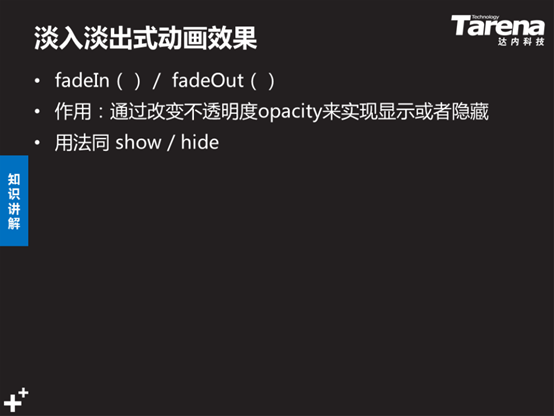 淡入淡出式动画效果
Technology
Tarena
达内科技
• fadeIn（ ）/ fadeOut（ ）
• 作用：通过改变不透明度opacity来实现显示或者隐藏
• 用法同 show / hide
知识讲解